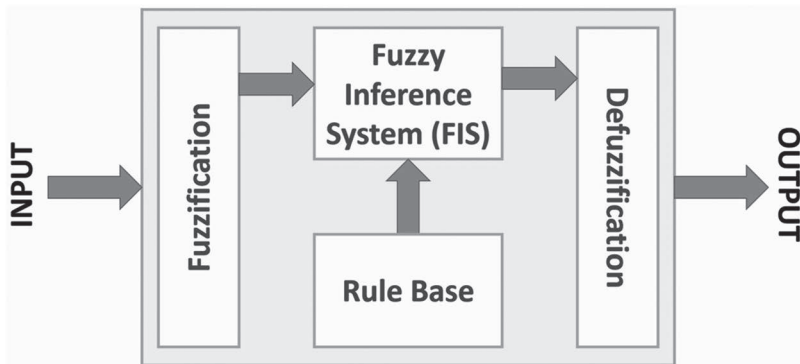 INPUT
Fuzzification
Fuzzy
Inference
System (FIS)
Rule Base
Defuzzification
OUTPUT